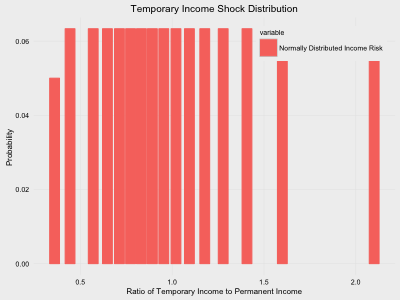 Temporary Income Shock Distribution
variable
Normally Distributed Income Risk
0.06
0.04
0.02
0.00
Probability
0.5
1.0
1.5
2.0
Ratio of Temporary Income to Permanent Income